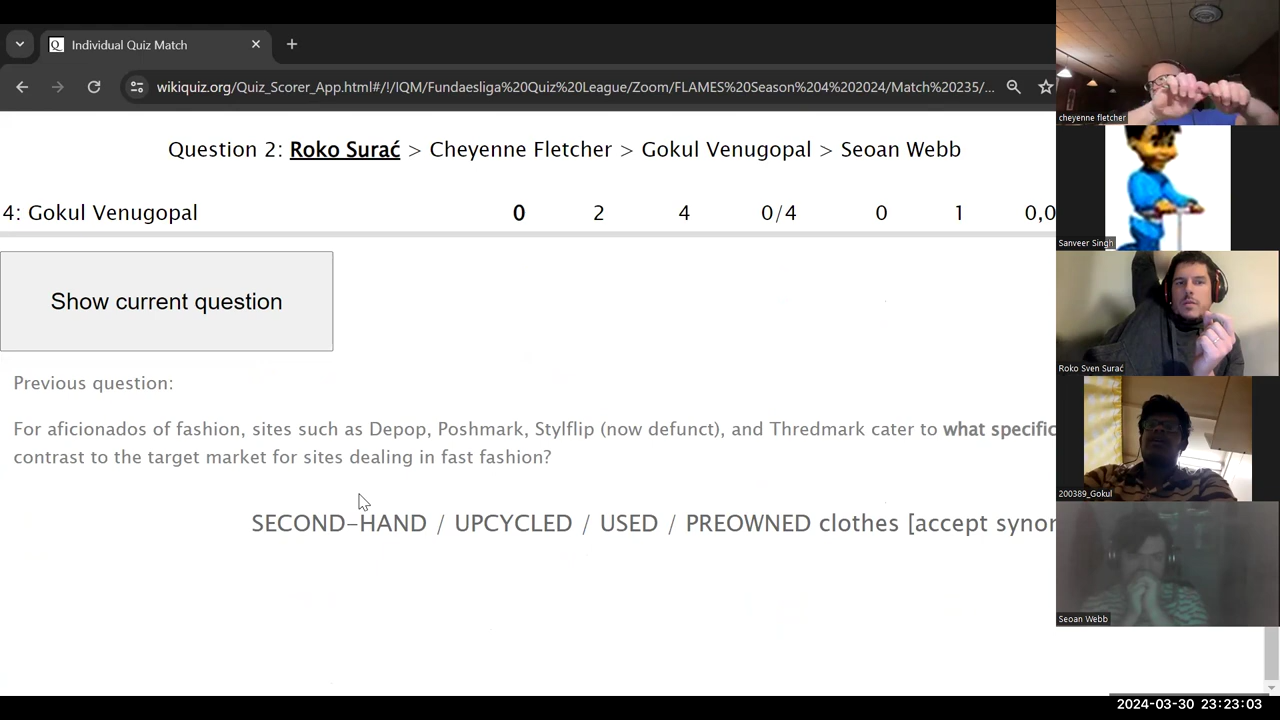 Individual Quiz Match
wikiquiz.org/Quiz_Scorer_App.html#/!/IQM/Fundaesliga%20Quiz%20League/Zoom/FLAMES%20Season%204%202024/Match%20235/...
Question 2: Roko Surać > Cheyenne Fletcher > Gokul Venugopal > Seoan Webb
4: Gokul Venugopal 0 2 4 0/4 0 1 0,0
Show current question
Previous question:
For aficionados of fashion, sites such as Depop, Poshmark, Stylflip (now defunct), and Thredmark cater to what specific
contrast to the target market for sites dealing in fast fashion?
SECOND-HAND / UPCYCLED / USED / PREOWNED clothes [accept synor
cheyenne fletcher
Sanveer Singh
Roko Sven Surać
200389_Gokul
Seoan Webb
2024-03-30 23:23:03